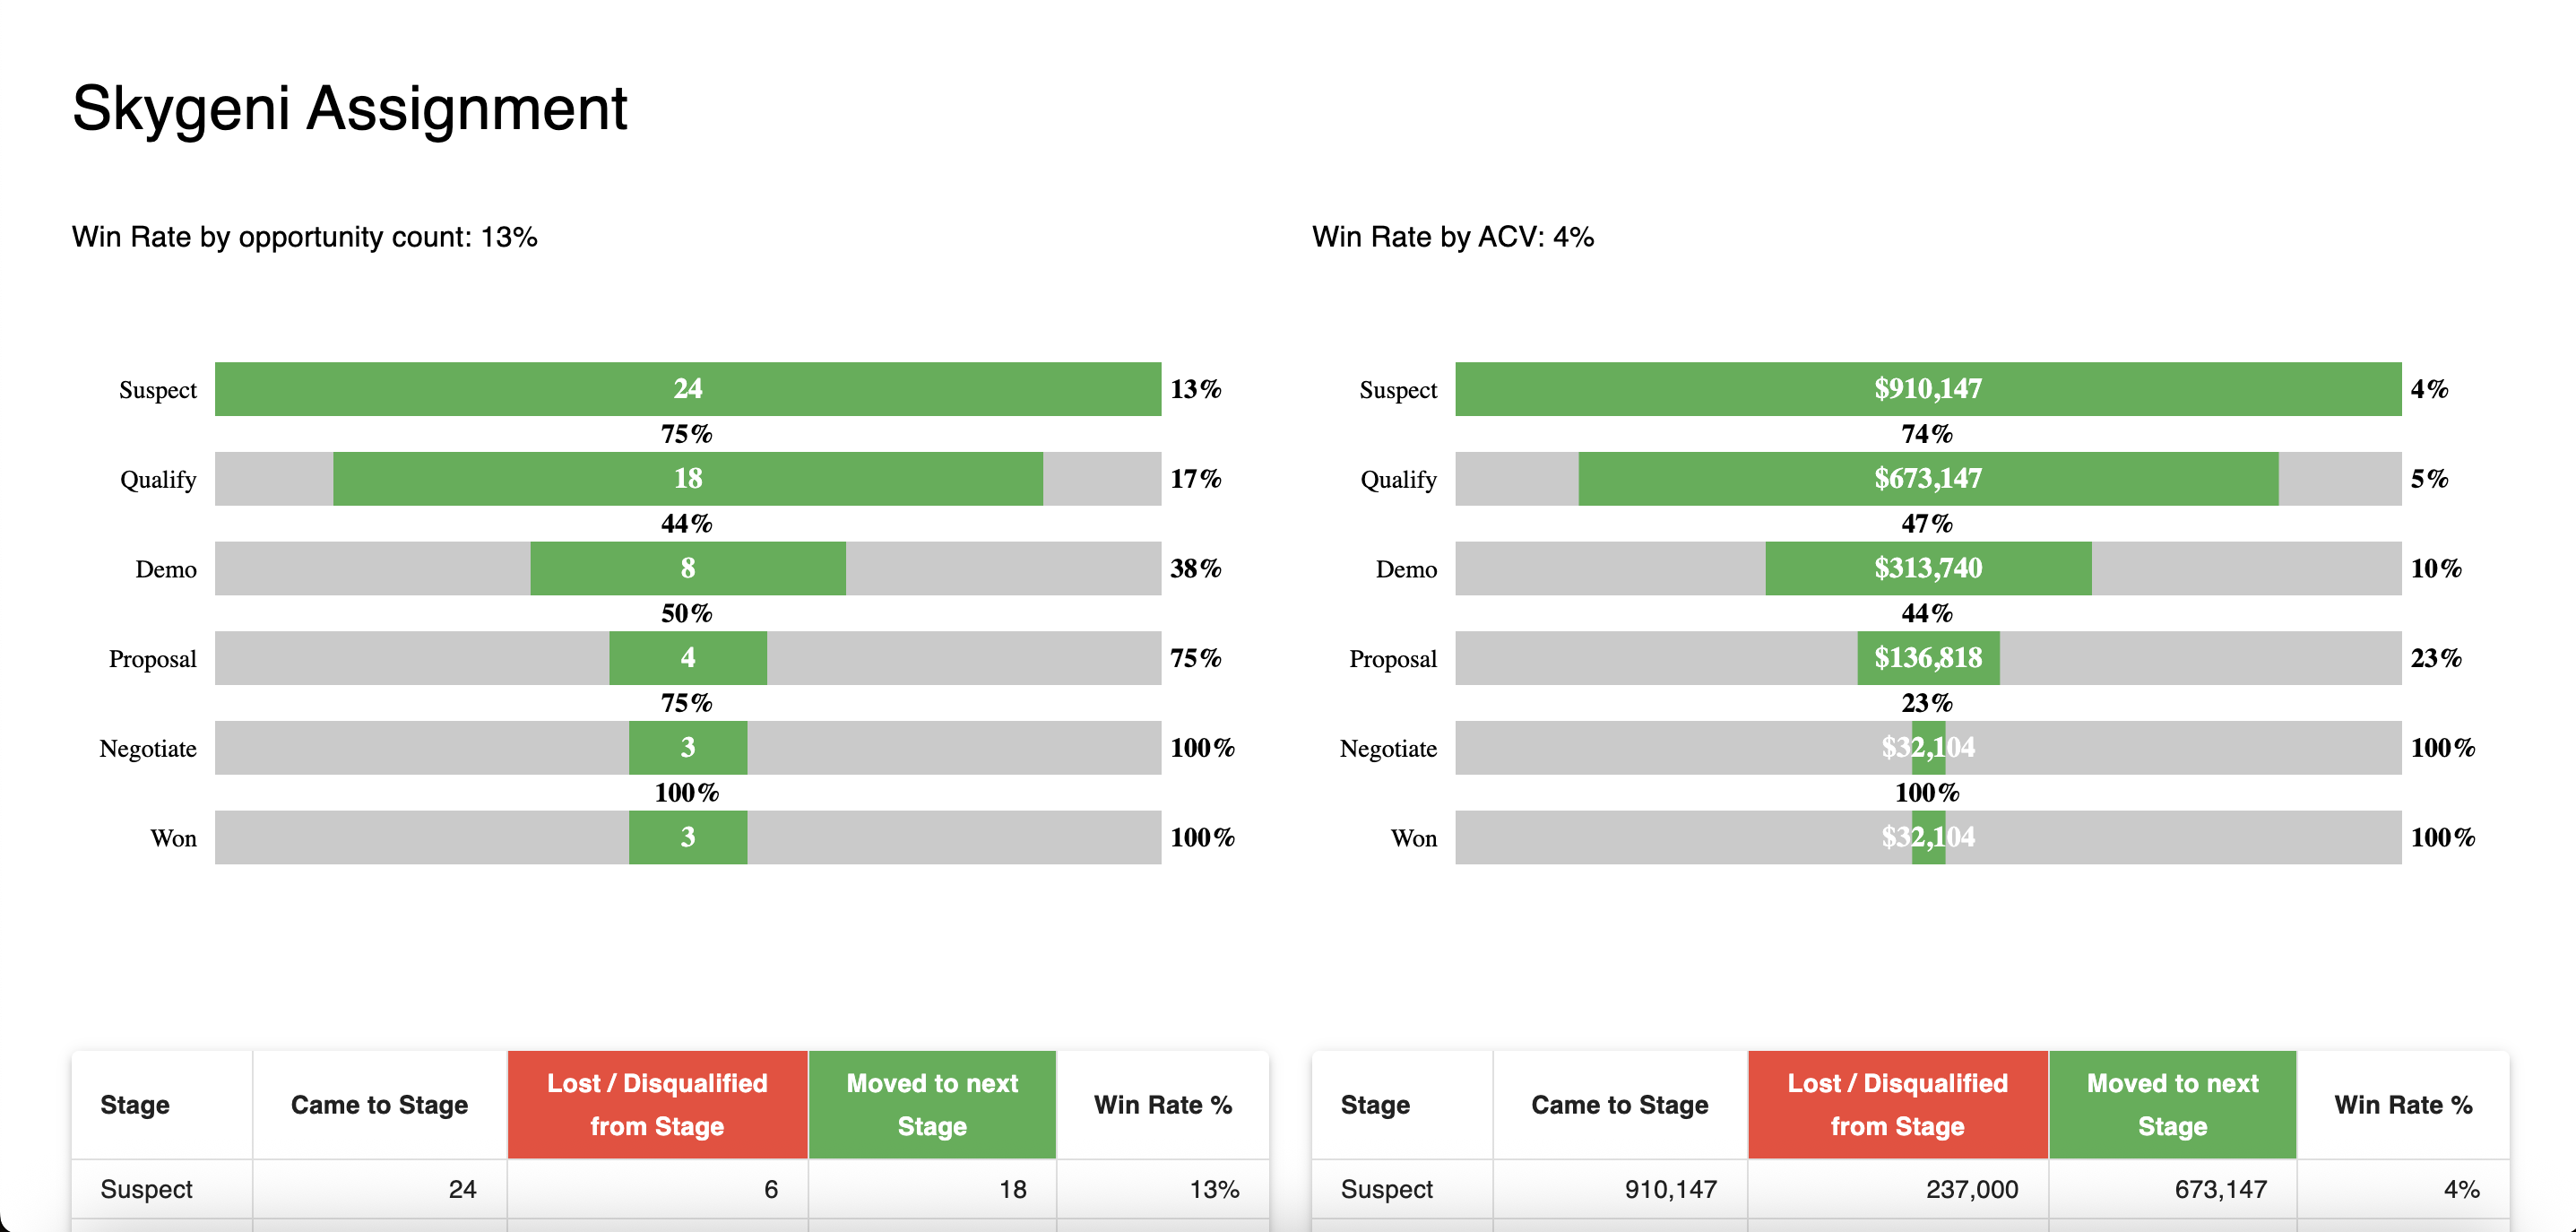 Skygeni Assignment
Win Rate by opportunity count: 13%
Suspect 24 13%
75%
Qualify 18 17%
44%
Demo 8 38%
50%
Proposal 4 75%
75%
Negotiate 3 100%
100%
Won 3 100%
Win Rate by ACV: 4%
Suspect $910,147 4%
74%
Qualify $673,147 5%
47%
Demo $313,740 10%
44%
Proposal $136,818 23%
23%
Negotiate $32,104 100%
100%
Won $32,104 100%
Stage Came to Stage Lost / Disqualified from Stage Moved to next Stage Win Rate %
Suspect 24 6 18 13%
Stage Came to Stage Lost / Disqualified from Stage Moved to next Stage Win Rate %
Suspect 910,147 237,000 673,147 4%